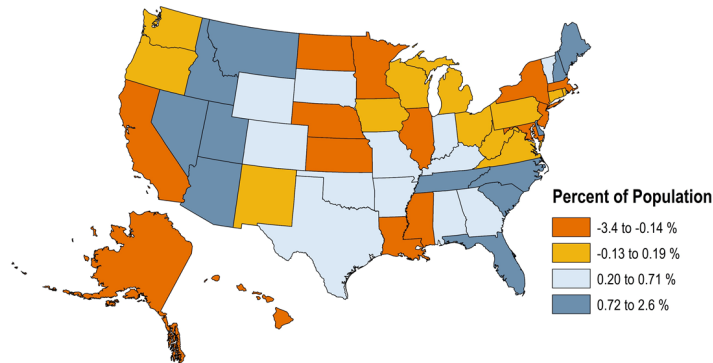 Percent of Population
-3.4 to -0.14 %
-0.13 to 0.19 %
0.20 to 0.71 %
0.72 to 2.6 %